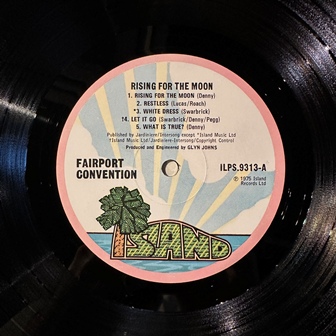 RISING FOR THE MOON
1. RISING FOR THE MOON (Denny)
2. RESTLESS (Lucas/Roach)
*3. WHITE DRESS (Swarbrick)
†4. LET IT GO (Swarbrick/Denny/Pegg)
5. WHAT IS TRUE? (Denny)
Published by Jardiniere/Intersong except *Island Music Ltd
†Island Music Ltd/Jardiniere-Intersong/Copyright Control
Produced and Engineered by GLYN JOHNS
FAIRPORT
CONVENTION
ILPS.9313-A
℗ 1975 Island
Records Ltd
ISLAND